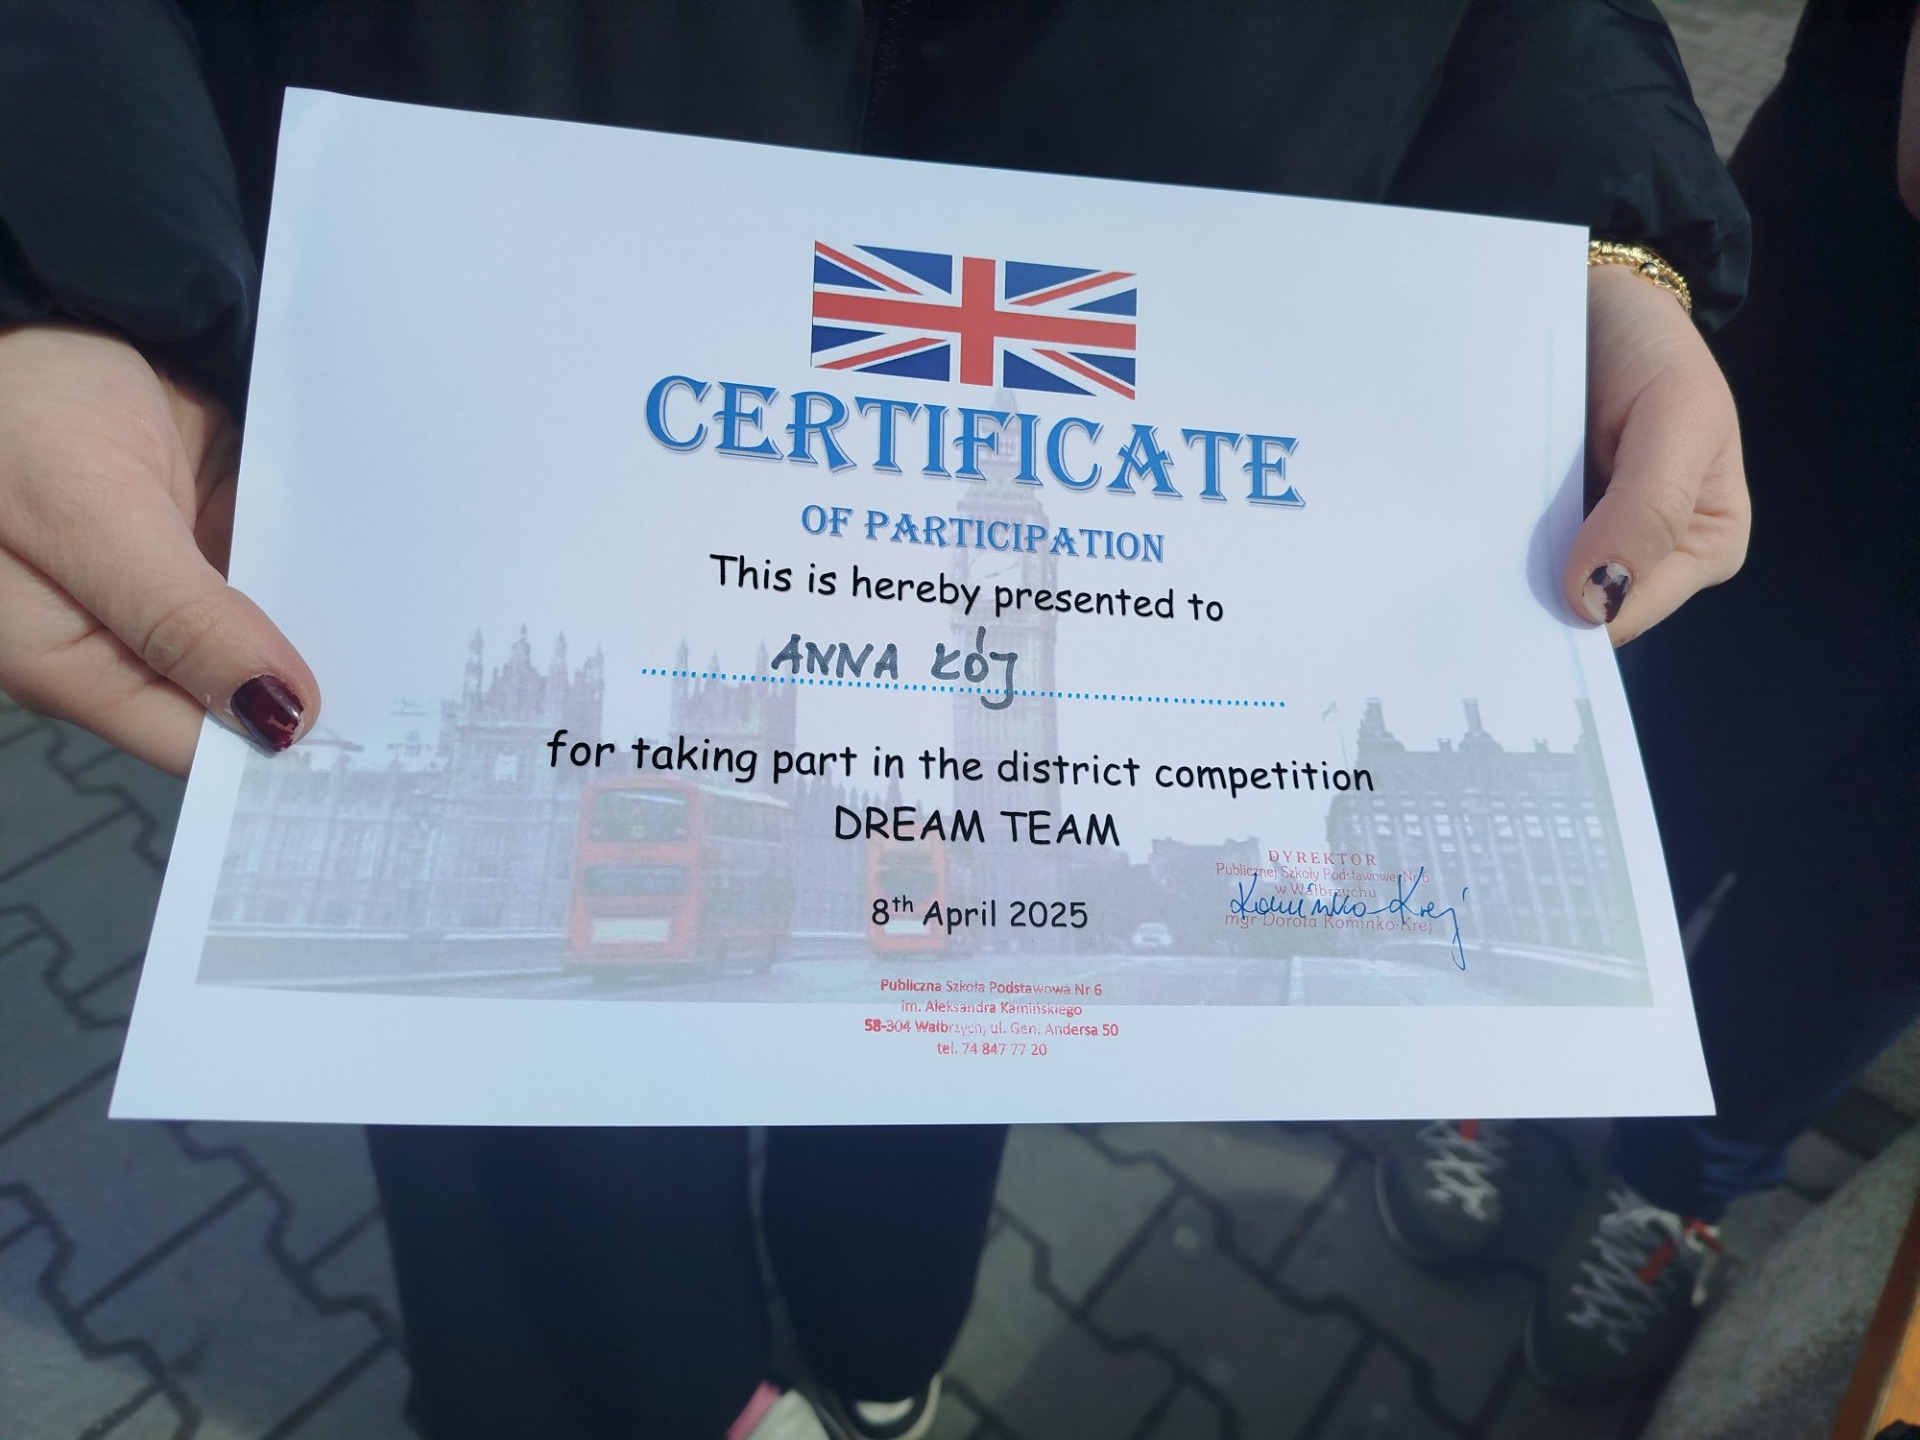 CERTIFICATE
OF PARTICIPATION
This is hereby presented to
ANNA ŁÓJ
for taking part in the district competition
DREAM TEAM
8th April 2025
DYREKTOR
Publicznej Szkoły Podstawowej Nr 6
w Wałbrzychu
mgr Dorota Kominko-Krej
Kominko-Krej
Publiczna Szkoła Podstawowa Nr 6
im. Aleksandra Kamińskiego
58-304 Wałbrzych, ul. Gen. Andersa 50
tel. 74 847 77 20